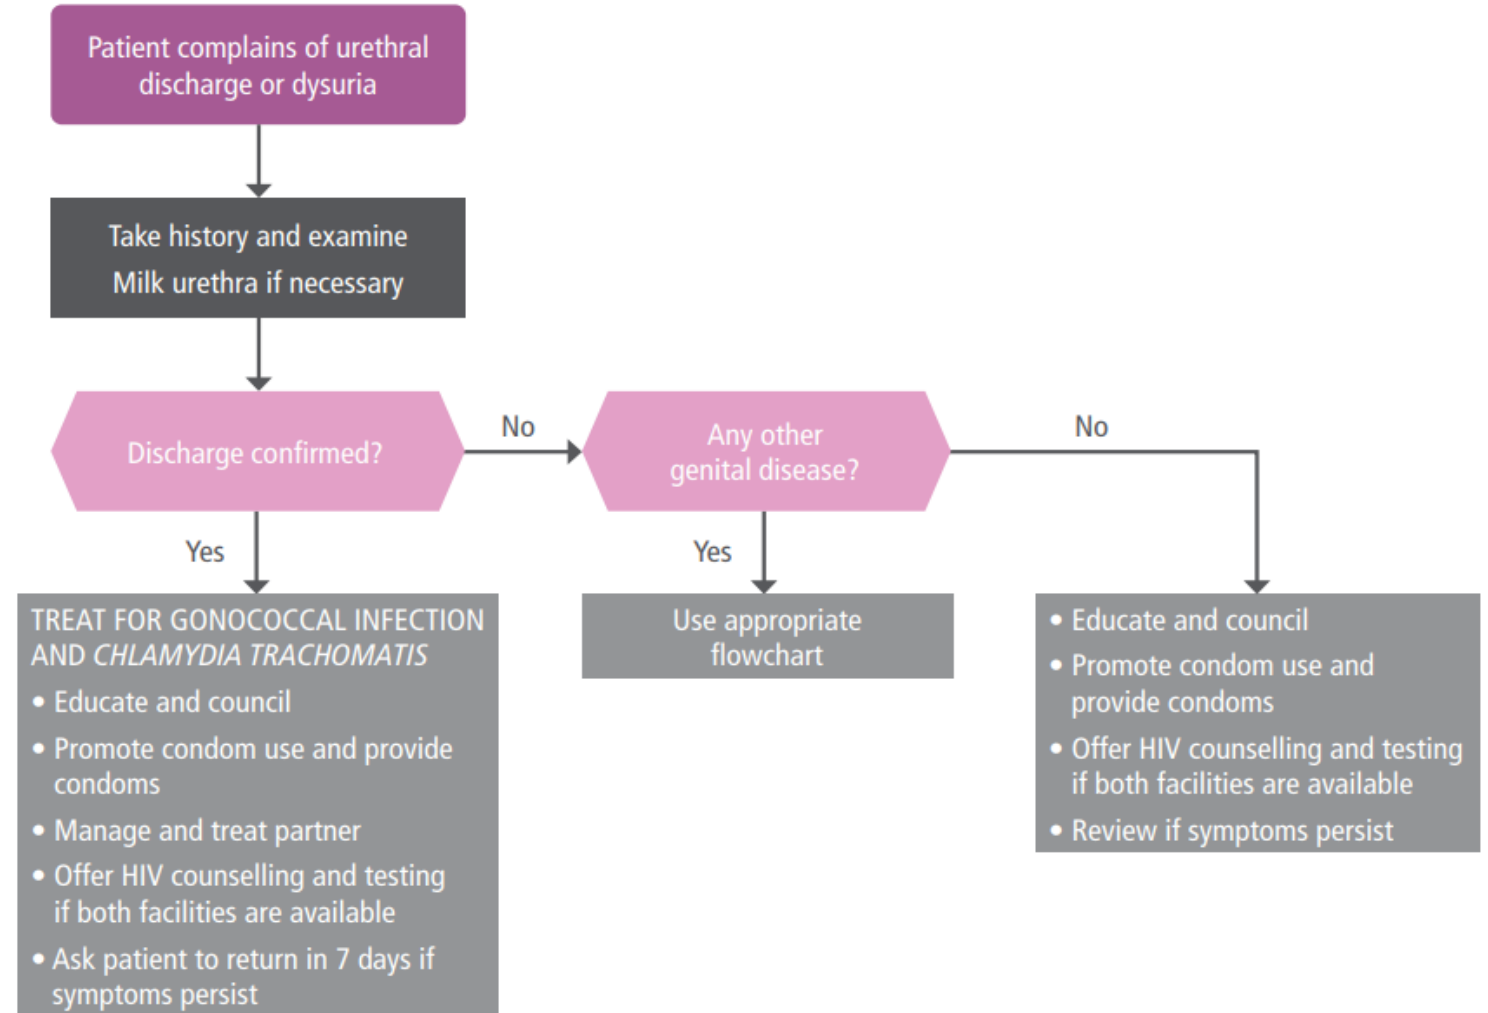 Patient complains of urethral
discharge or dysuria
Take history and examine
Milk urethra if necessary
Discharge confirmed?
No
Any other
genital disease?
No
Yes
Yes
TREAT FOR GONOCOCCAL INFECTION
AND CHLAMYDIA TRACHOMATIS
• Educate and council
• Promote condom use and provide
condoms
• Manage and treat partner
• Offer HIV counselling and testing
if both facilities are available
• Ask patient to return in 7 days if
symptoms persist
Use appropriate
flowchart
• Educate and council
• Promote condom use and
provide condoms
• Offer HIV counselling and testing
if both facilities are available
• Review if symptoms persist